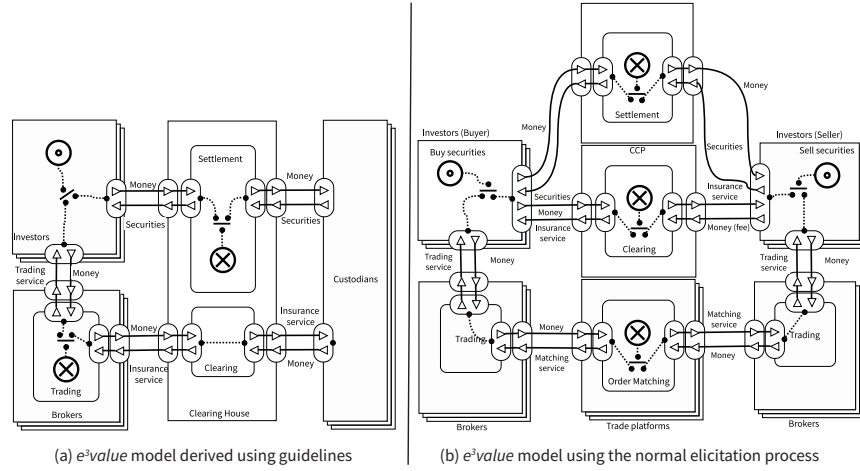 Settlement
Money
Money
Securities
Securities
Investors
Trading
service
Money
Custodians
Money
Insurance
service
Insurance
service
Clearing
Money
Trading
Brokers
Clearing House
(a) e³value model derived using guidelines
Money
Settlement
Money
Securities
CCP
Investors (Buyer)
Buy securities
Investors (Seller)
Sell securities
Securities
Money
Insurance
service
Clearing
Insurance
service
Money (fee)
Trading
service
Money
Trading
service
Money
Trading
Money
Matching
service
Order Matching
Matching
service
Money
Trading
Brokers
Trade platforms
Brokers
(b) e³value model using the normal elicitation process